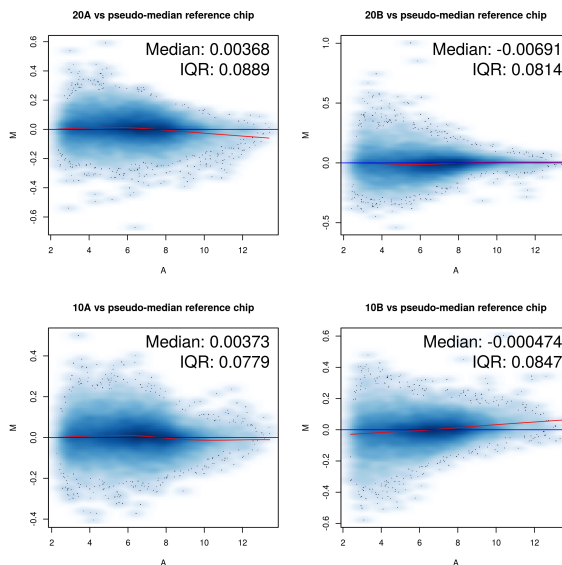 20A vs pseudo-median reference chip
Median: 0.00368
IQR: 0.0889
M
0.6
0.4
0.2
0.0
-0.2
-0.4
-0.6
2 4 6 8 10 12
A
20B vs pseudo-median reference chip
Median: -0.00691
IQR: 0.0814
M
1.0
0.5
0.0
-0.5
2 4 6 8 10 12
A
10A vs pseudo-median reference chip
Median: 0.00373
IQR: 0.0779
M
0.4
0.2
0.0
-0.2
-0.4
2 4 6 8 10 12
A
10B vs pseudo-median reference chip
Median: -0.000474
IQR: 0.0847
M
0.6
0.4
0.2
0.0
-0.2
-0.4
-0.6
2 4 6 8 10 12
A